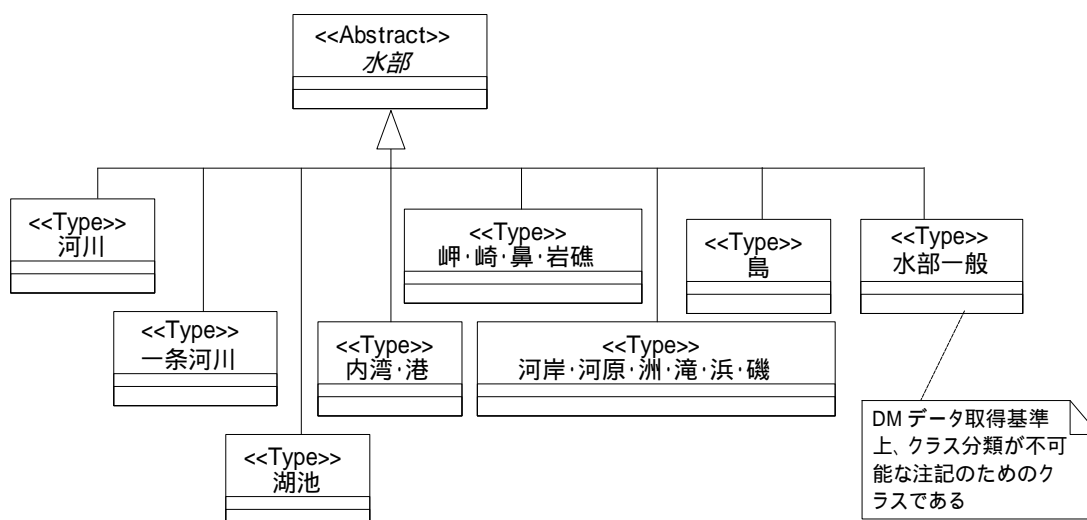 <<Abstract>>
水部
<<Type>>
河川
<<Type>>
岬･崎･鼻･岩礁
<<Type>>
島
<<Type>>
水部一般
<<Type>>
一条河川
<<Type>>
内湾･港
<<Type>>
河岸･河原･洲･滝･浜･磯
<<Type>>
湖池
DM データ取得基準
上、クラス分類が不可
能な注記のためのク
ラスである